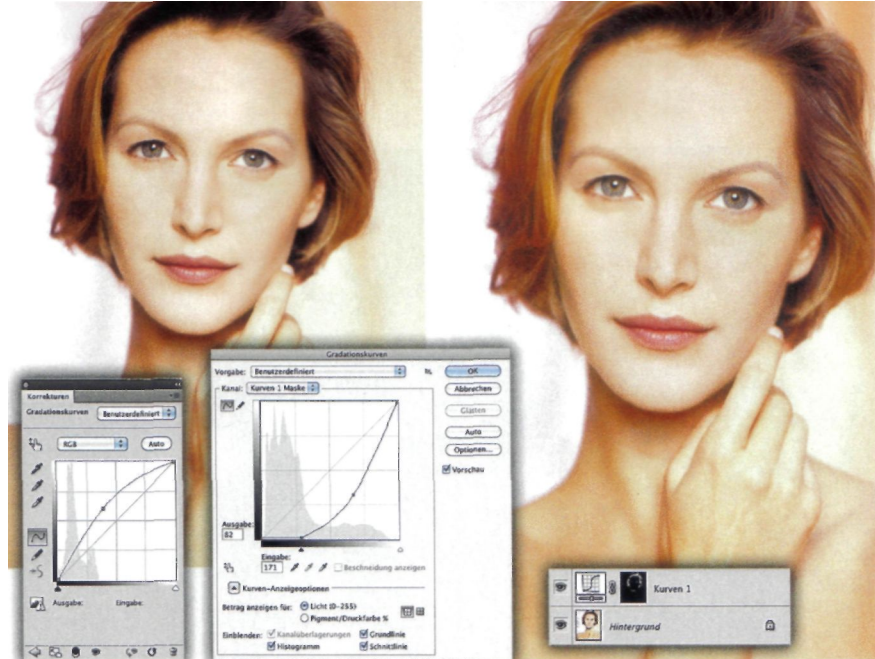 Korrekturen
Gradationskurven Benutzerdefiniert
RGB Auto
Ausgabe: Eingabe:
Gradationskurven
Vorgabe: Benutzerdefiniert OK
Kanal: Kurven 1 Maske Abbrechen
Glätten
Auto
Optionen...
Vorschau
Ausgabe:
82
Eingabe:
171 Beschneidung anzeigen
Kurven-Anzeigeoptionen
Betrag anzeigen für: Licht (0-255)
Pigment/Druckfarbe %
Einblenden: Kanalüberlagerungen Grundlinie
Histogramm Schnittlinie
Kurven 1
Hintergrund